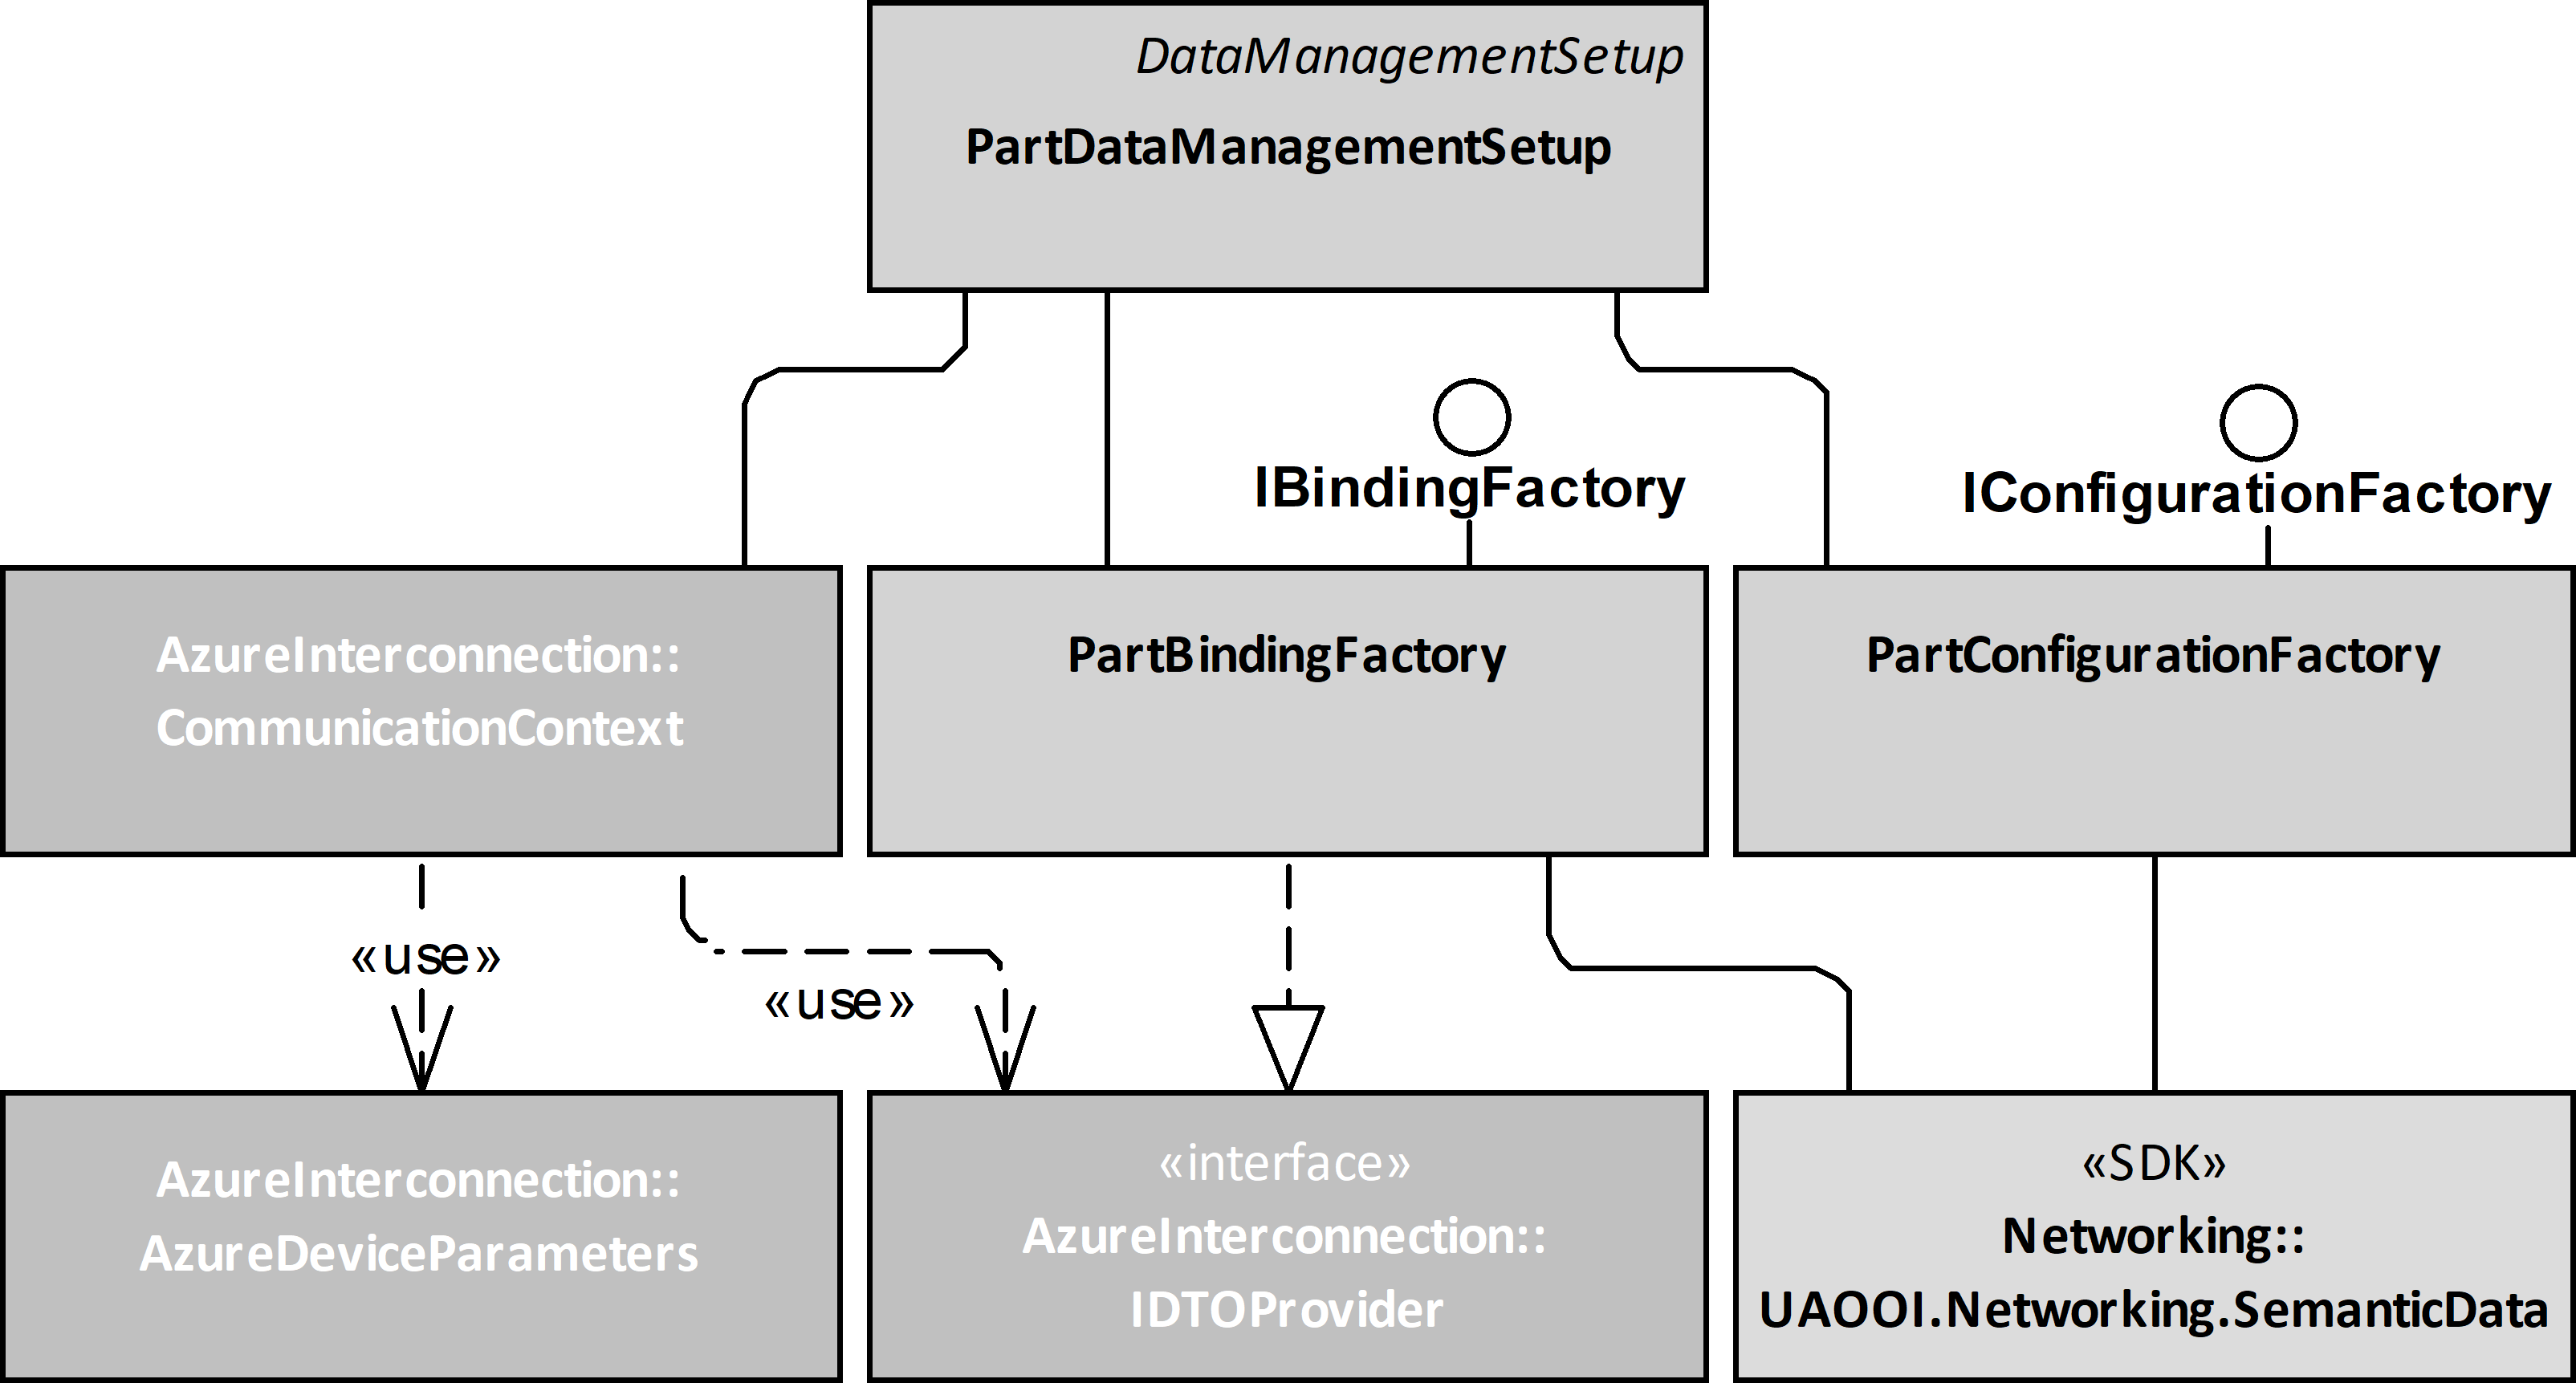 DataManagementSetup
PartDataManagementSetup
IBindingFactory
IConfigurationFactory
AzureInterconnection::
CommunicationContext
PartBindingFactory
PartConfigurationFactory
«use»
«use»
AzureInterconnection::
AzureDeviceParameters
«interface»
AzureInterconnection::
IDTOProvider
«SDK»
Networking::
UAOOI.Networking.SemanticData